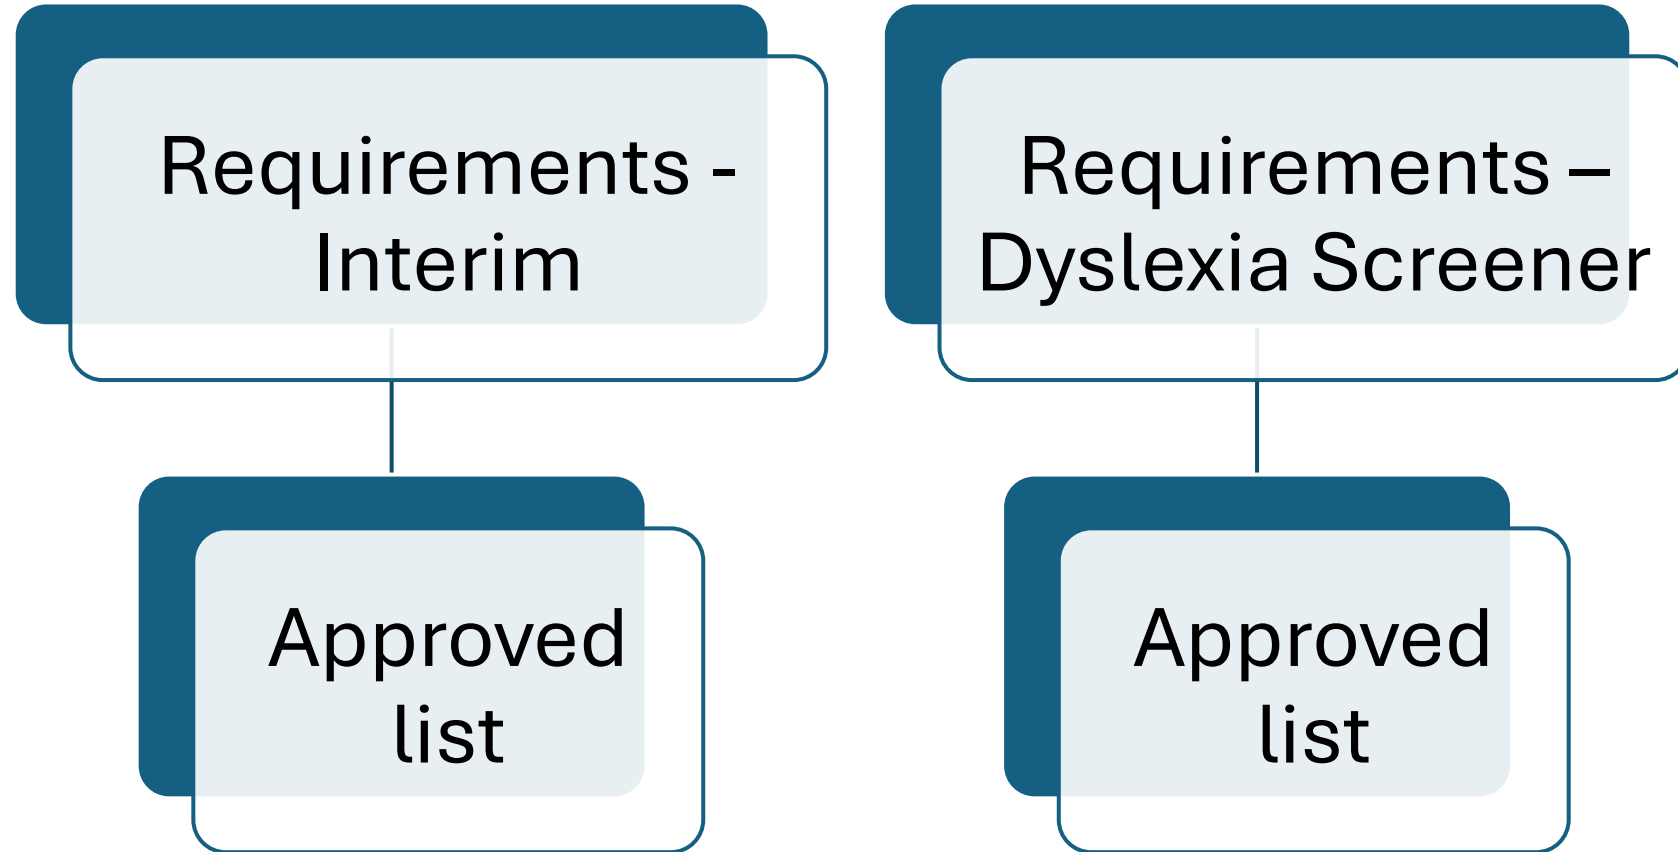 Requirements -
Interim
Requirements –
Dyslexia Screener
Approved
list
Approved
list